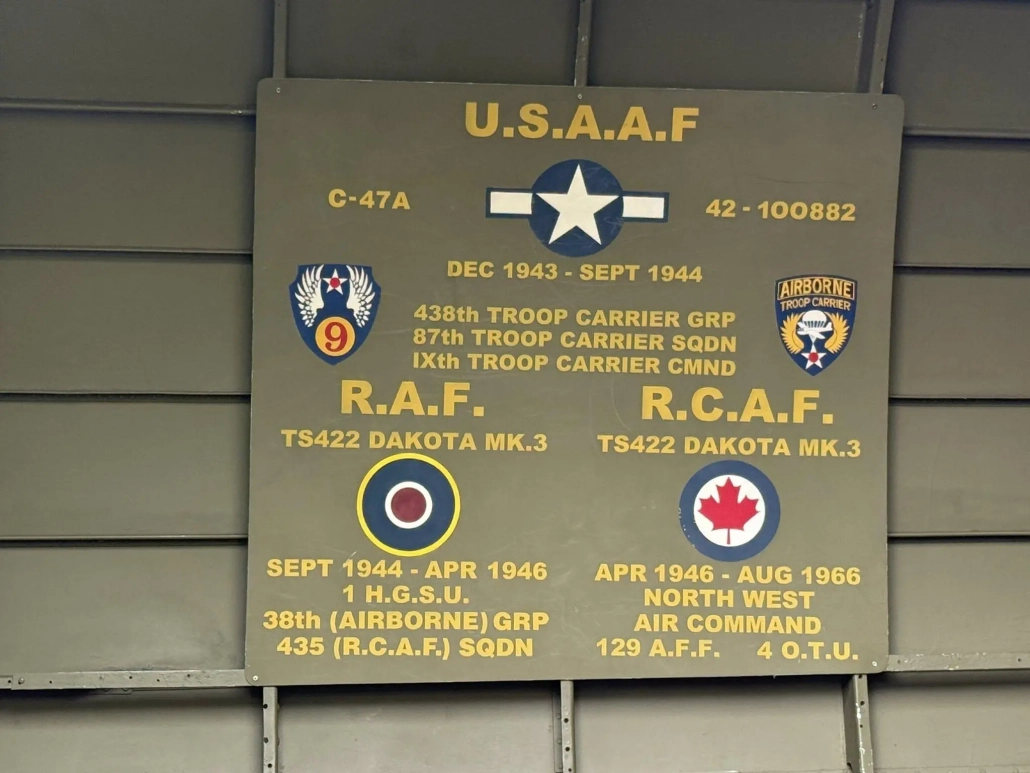 U.S.A.A.F
C-47A
42 - 100882
DEC 1943 - SEPT 1944
9
AIRBORNE
TROOP CARRIER
438th TROOP CARRIER GRP
87th TROOP CARRIER SQDN
IXth TROOP CARRIER CMND
R.A.F.
TS422 DAKOTA MK.3
SEPT 1944 - APR 1946
1 H.G.S.U.
38th (AIRBORNE) GRP
435 (R.C.A.F.) SQDN
R.C.A.F.
TS422 DAKOTA MK.3
APR 1946 - AUG 1966
NORTH WEST
AIR COMMAND
129 A.F.F. 4 O.T.U.